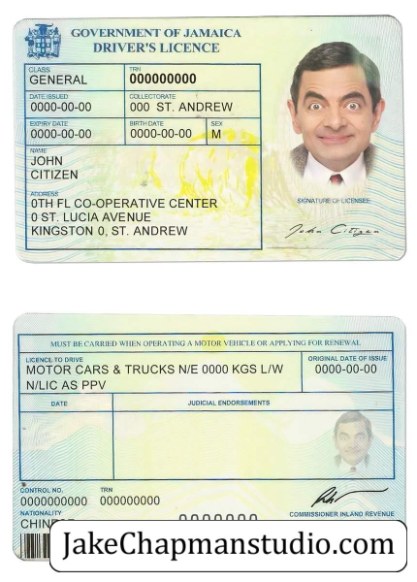 GOVERNMENT OF JAMAICA
DRIVER'S LICENCE
CLASS
GENERAL
TRN
000000000
DATE ISSUED
0000-00-00
COLLECTORATE
000 ST. ANDREW
EXPIRY DATE
0000-00-00
BIRTH DATE
0000-00-00
SEX
M
NAME
JOHN
CITIZEN
ADDRESS
0TH FL CO-OPERATIVE CENTER
0 ST. LUCIA AVENUE
KINGSTON 0, ST. ANDREW
SIGNATURE OF LICENSEE
John Citizen
MUST BE CARRIED WHEN OPERATING A MOTOR VEHICLE OR APPLYING FOR RENEWAL
LICENCE TO DRIVE
MOTOR CARS & TRUCKS N/E 0000 KGS L/W
N/LIC AS PPV
ORIGINAL DATE OF ISSUE
0000-00-00
DATE
JUDICIAL ENDORSEMENTS
CONTROL NO.
0000000000
TRN
000000000
NATIONALITY
COMMISSIONER INLAND REVENUE
JakeChapmanstudio.com